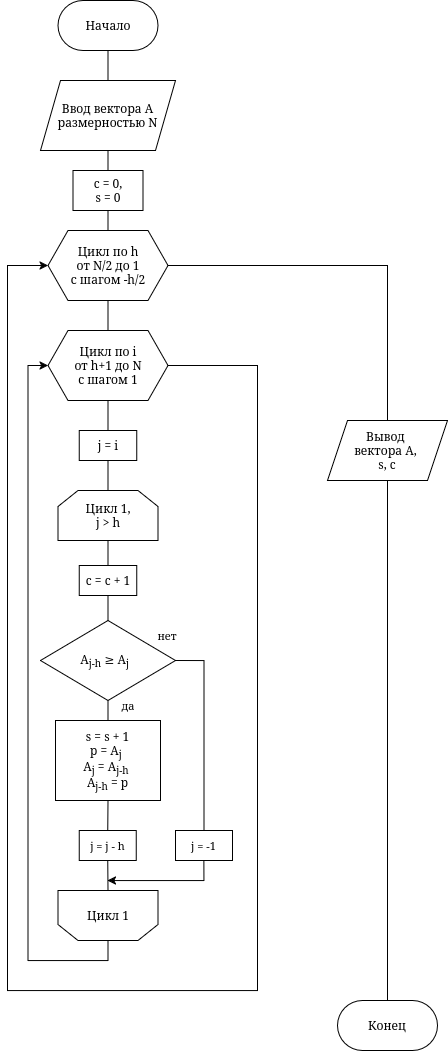 Начало
Ввод вектора A
размерностью N
c = 0,
s = 0
Цикл по h
от N/2 до 1
с шагом -h/2
Цикл по i
от h+1 до N
с шагом 1
j = i
Цикл 1,
j > h
c = c + 1
нет
Aj-h ≥ Aj
да
s = s + 1
p = Aj
Aj = Aj-h
Aj-h = p
j = j - h
j = -1
Цикл 1
Вывод
вектора A,
s, c
Конец